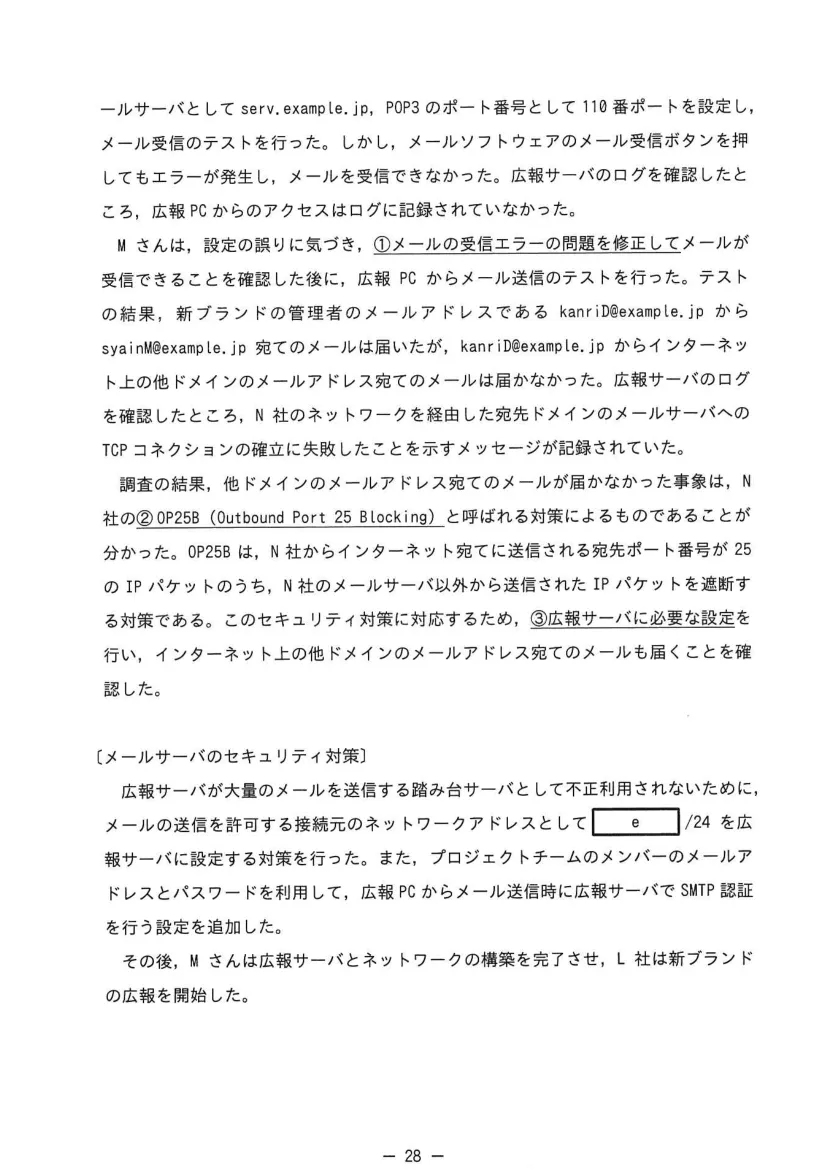 ールサーバとして serv.example.jp，POP3 のポート番号として 110 番ポートを設定し，
メール受信のテストを行った。しかし，メールソフトウェアのメール受信ボタンを押
してもエラーが発生し，メールを受信できなかった。広報サーバのログを確認したと
ころ，広報 PC からのアクセスはログに記録されていなかった。
M さんは，設定の誤りに気づき，①メールの受信エラーの問題を修正してメールが
受信できることを確認した後に，広報 PC からメール送信のテストを行った。テスト
の結果，新ブランドの管理者のメールアドレスである kanriD@example.jp から
syainM@example.jp 宛てのメールは届いたが，kanriD@example.jp からインターネッ
ト上の他ドメインのメールアドレス宛てのメールは届かなかった。広報サーバのログ
を確認したところ，N 社のネットワークを経由した宛先ドメインのメールサーバへの
TCP コネクションの確立に失敗したことを示すメッセージが記録されていた。
調査の結果，他ドメインのメールアドレス宛てのメールが届かなかった事象は，N
社の②OP25B（Outbound Port 25 Blocking）と呼ばれる対策によるものであることが
分かった。OP25B は，N 社からインターネット宛てに送信される宛先ポート番号が 25
の IP パケットのうち，N 社のメールサーバ以外から送信された IP パケットを遮断す
る対策である。このセキュリティ対策に対応するため，③広報サーバに必要な設定を
行い，インターネット上の他ドメインのメールアドレス宛てのメールも届くことを確
認した。
〔メールサーバのセキュリティ対策〕
広報サーバが大量のメールを送信する踏み台サーバとして不正利用されないために，
メールの送信を許可する接続元のネットワークアドレスとして e /24 を広
報サーバに設定する対策を行った。また，プロジェクトチームのメンバーのメールア
ドレスとパスワードを利用して，広報 PC からメール送信時に広報サーバで SMTP 認証
を行う設定を追加した。
その後，M さんは広報サーバとネットワークの構築を完了させ，L 社は新ブランド
の広報を開始した。
— 28 —